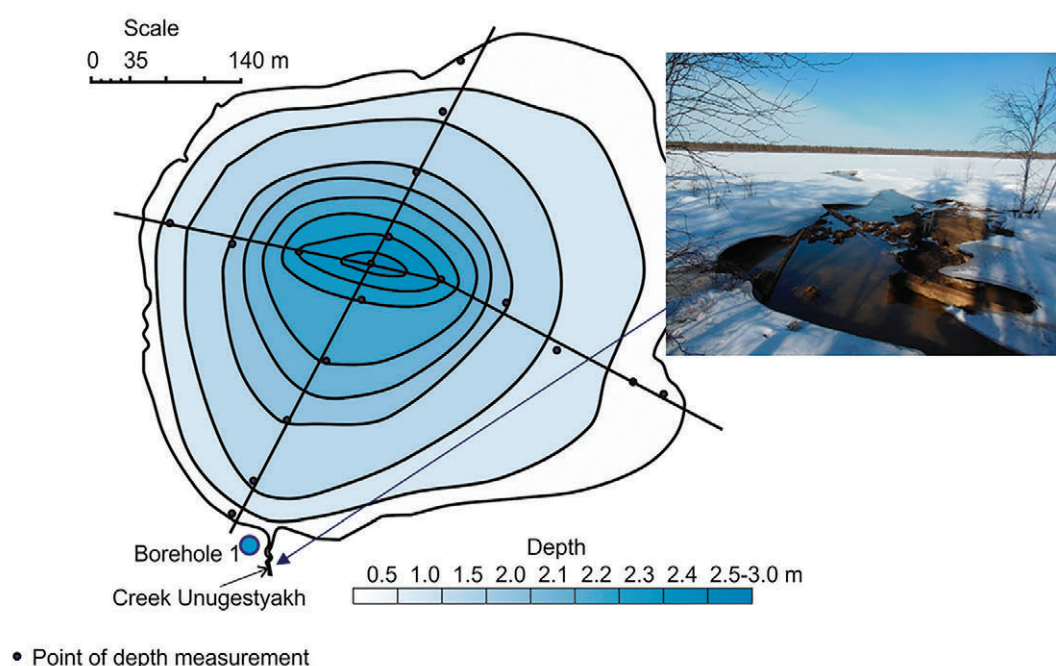 Scale
0 35 140 m
Borehole 1
Creek Unugestyakh
Depth
0.5 1.0 1.5 2.0 2.1 2.2 2.3 2.4 2.5-3.0 m
Point of depth measurement